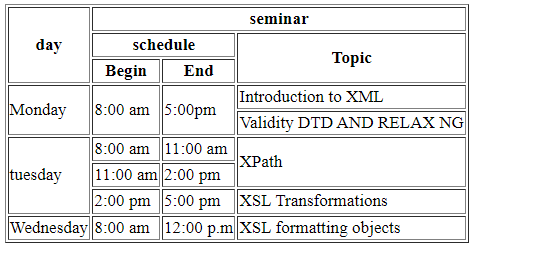 day seminar
schedule Topic
Begin End
Monday 8:00 am 5:00pm Introduction to XML
Validity DTD AND RELAX NG
tuesday 8:00 am 11:00 am XPath
11:00 am 2:00 pm
2:00 pm 5:00 pm XSL Transformations
Wednesday 8:00 am 12:00 p.m XSL formatting objects